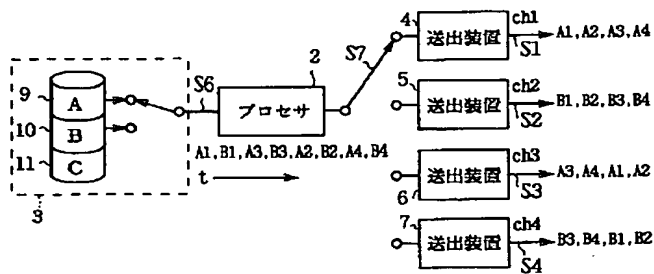 9
A
10
B
11
C
3
S6
2
プロセサ
A1,B1,A3,B3,A2,B2,A4,B4
t
S7
4
送出装置
ch1
S1
A1,A2,A3,A4
5
送出装置
ch2
S2
B1,B2,B3,B4
6
送出装置
ch3
S3
A3,A4,A1,A2
7
送出装置
ch4
S4
B3,B4,B1,B2